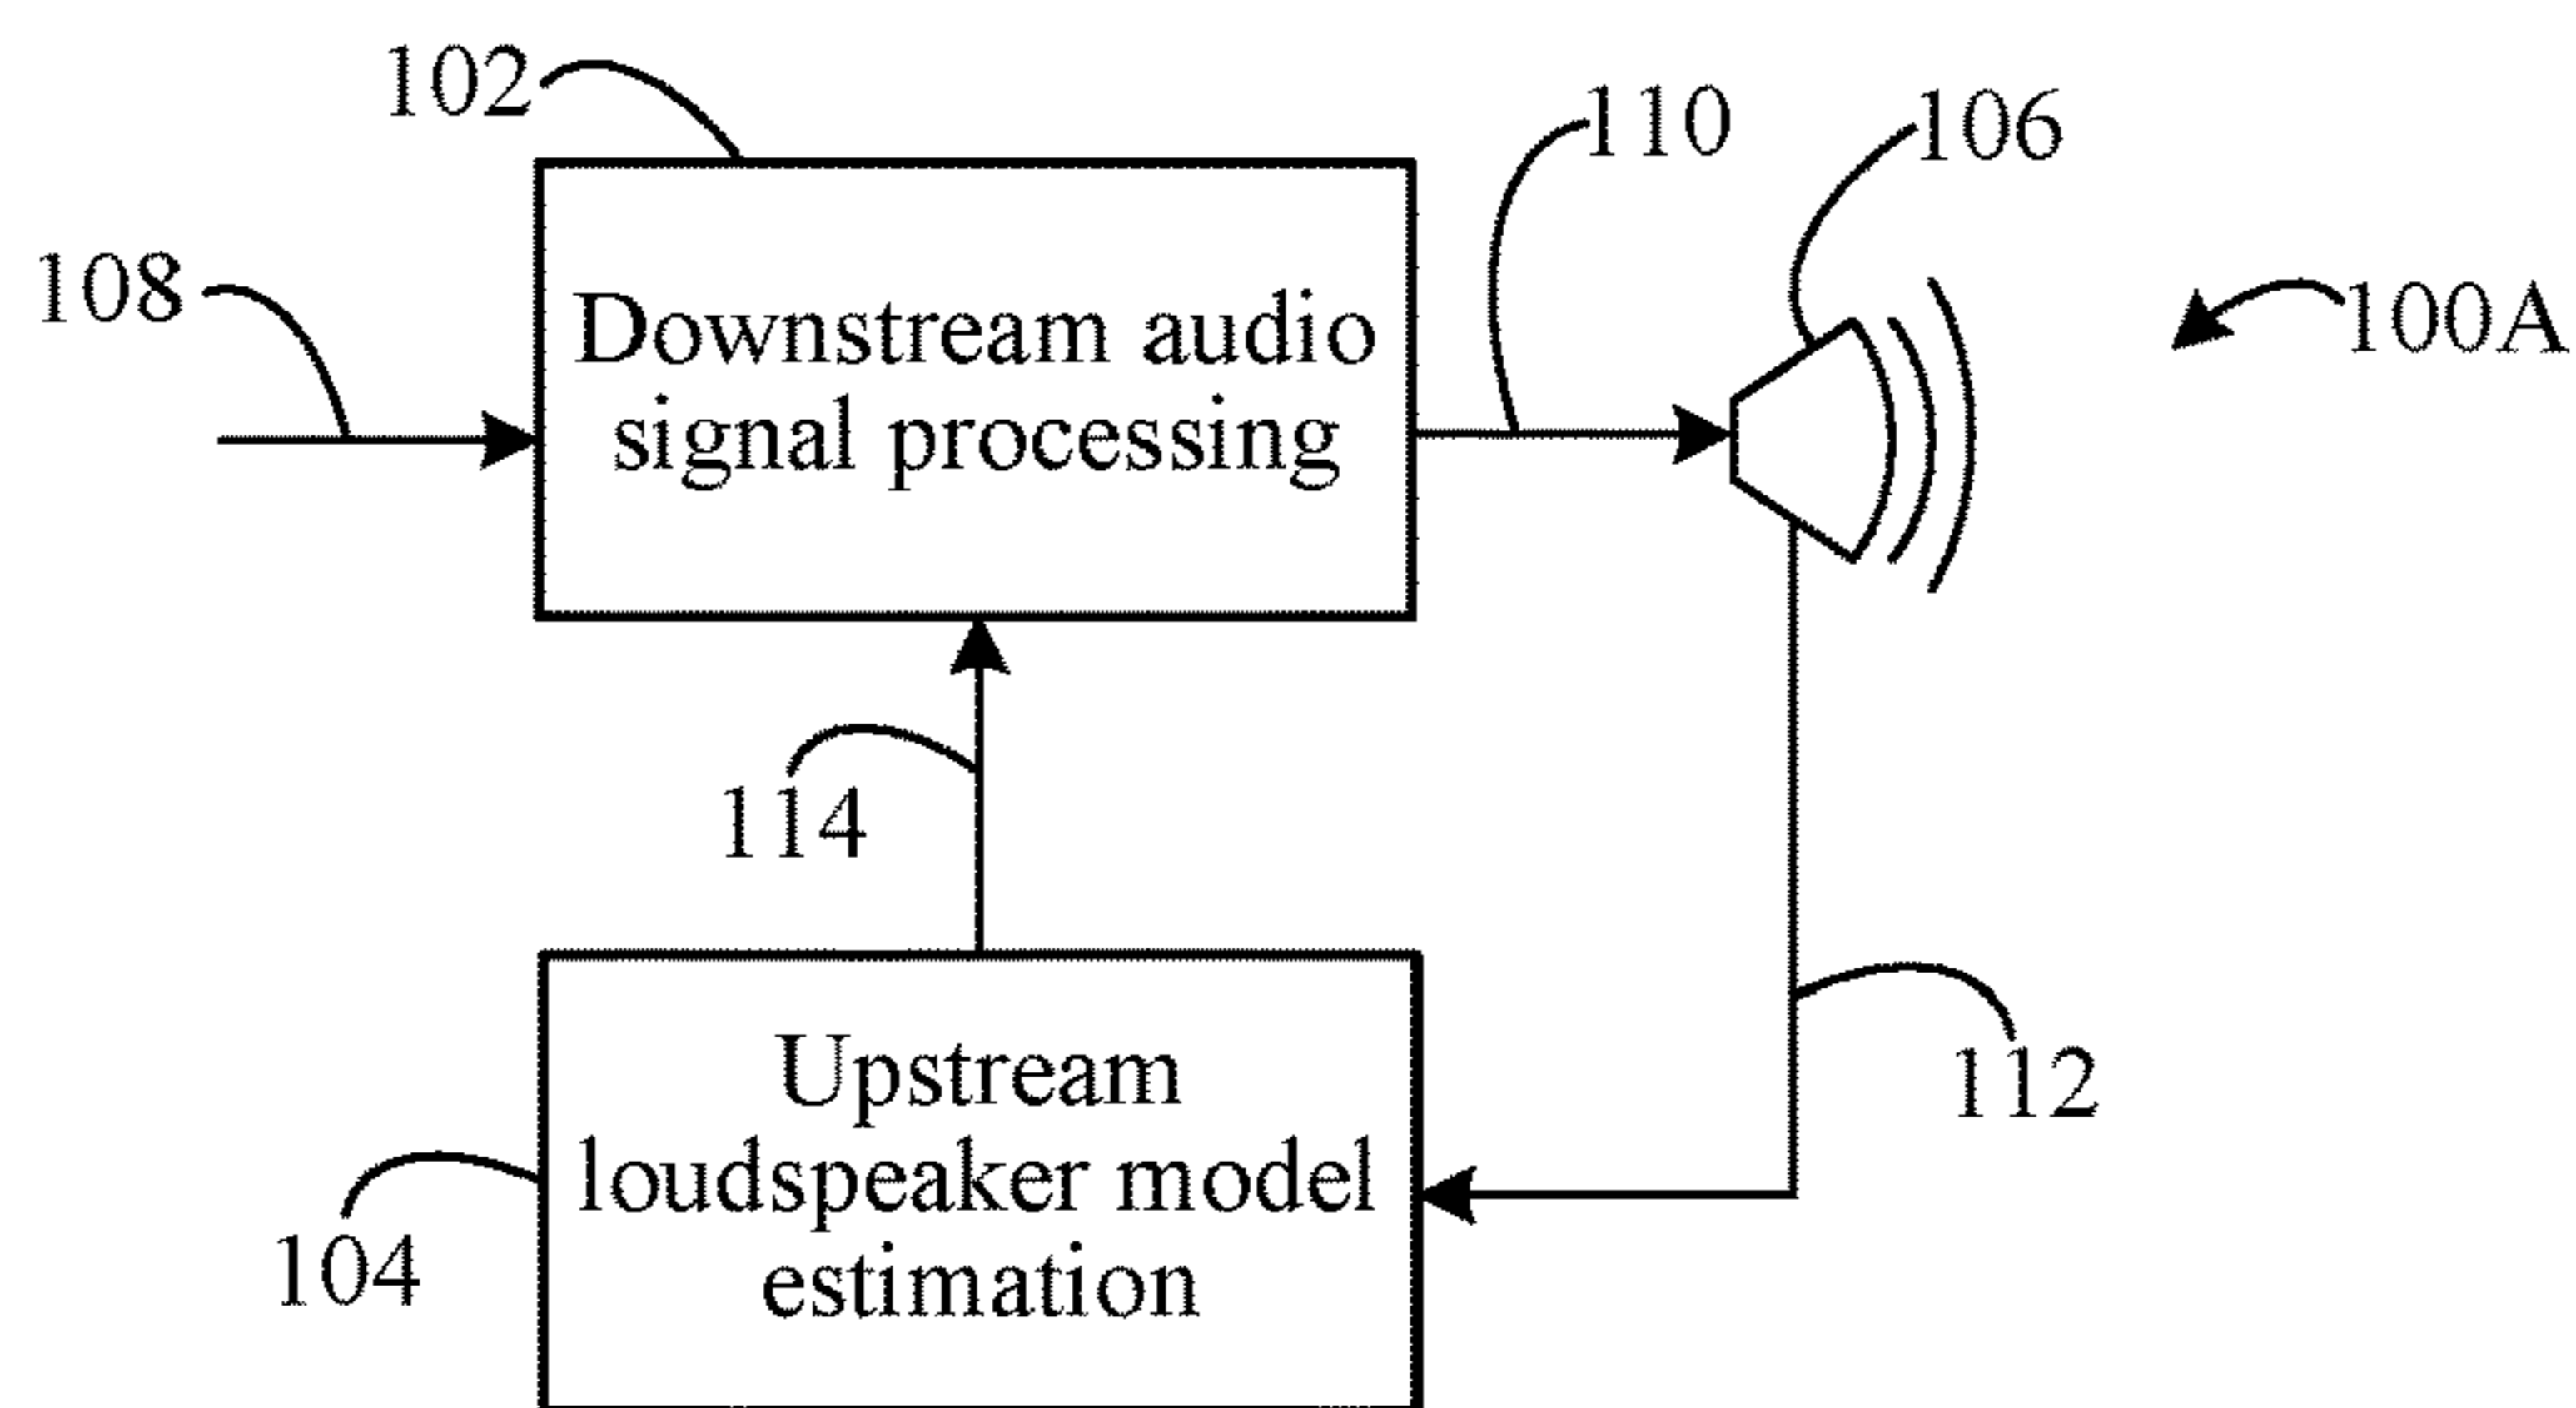 102
110
106
108
100A
Downstream audio
signal processing
114
Upstream
loudspeaker model
estimation
112
104